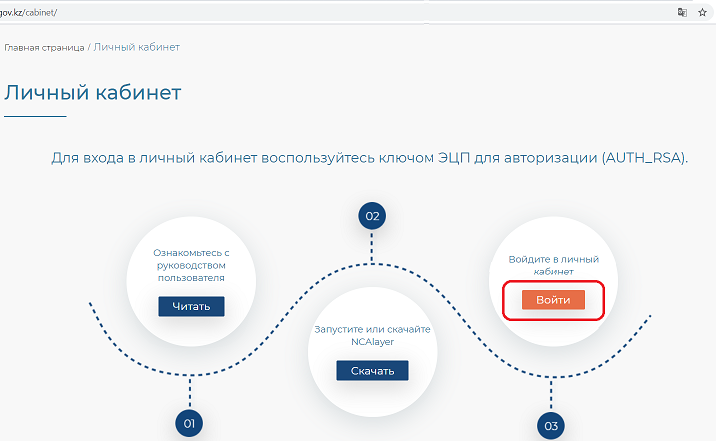 gov.kz/cabinet/
Главная страница / Личный кабинет
Личный кабинет
Для входа в личный кабинет воспользуйтесь ключом ЭЦП для авторизации (AUTH_RSA).
02
Ознакомьтесь с
руководством
пользователя
Читать
Войдите в личный
кабинет
Войти
Запустите или скачайте
NCAlayer
Скачать
01
03